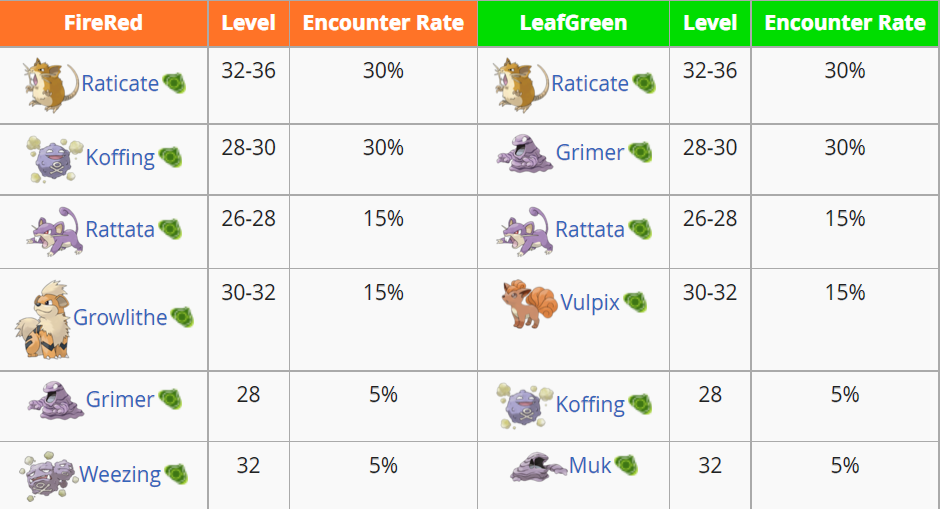 FireRed Level Encounter Rate LeafGreen Level Encounter Rate
Raticate 32-36 30% Raticate 32-36 30%
Koffing 28-30 30% Grimer 28-30 30%
Rattata 26-28 15% Rattata 26-28 15%
Growlithe 30-32 15% Vulpix 30-32 15%
Grimer 28 5% Koffing 28 5%
Weezing 32 5% Muk 32 5%